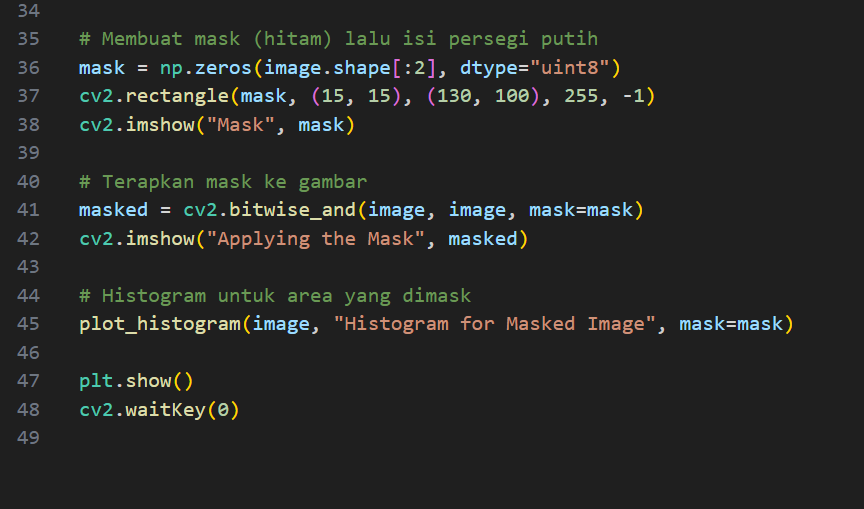 34
35 # Membuat mask (hitam) lalu isi persegi putih
36 mask = np.zeros(image.shape[:2], dtype="uint8")
37 cv2.rectangle(mask, (15, 15), (130, 100), 255, -1)
38 cv2.imshow("Mask", mask)
39
40 # Terapkan mask ke gambar
41 masked = cv2.bitwise_and(image, image, mask=mask)
42 cv2.imshow("Applying the Mask", masked)
43
44 # Histogram untuk area yang dimask
45 plot_histogram(image, "Histogram for Masked Image", mask=mask)
46
47 plt.show()
48 cv2.waitKey(0)
49